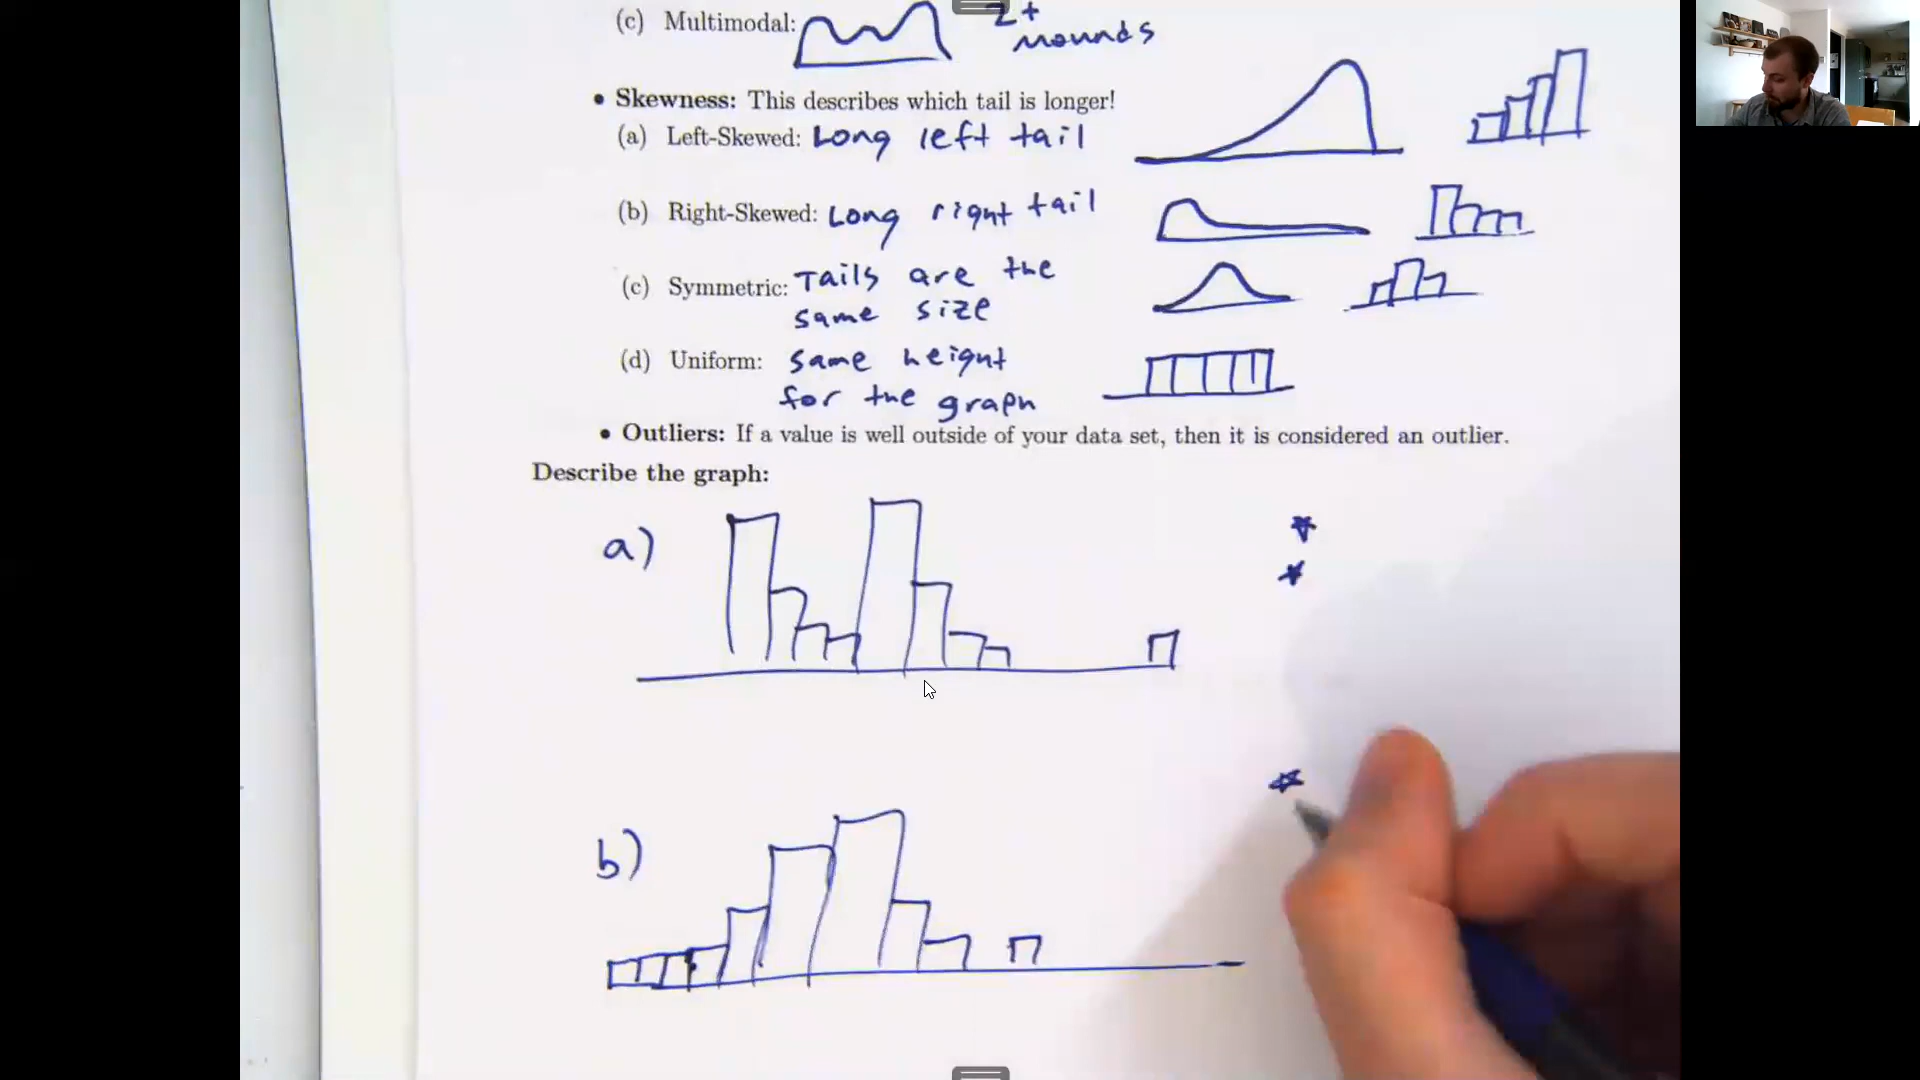 (c) Multimodal: 2+
mounds
• Skewness: This describes which tail is longer!
(a) Left-Skewed: Long left tail
(b) Right-Skewed: Long right tail
(c) Symmetric: Tails are the
same size
(d) Uniform: same height
for the graph
• Outliers: If a value is well outside of your data set, then it is considered an outlier.
Describe the graph:
a)
b)